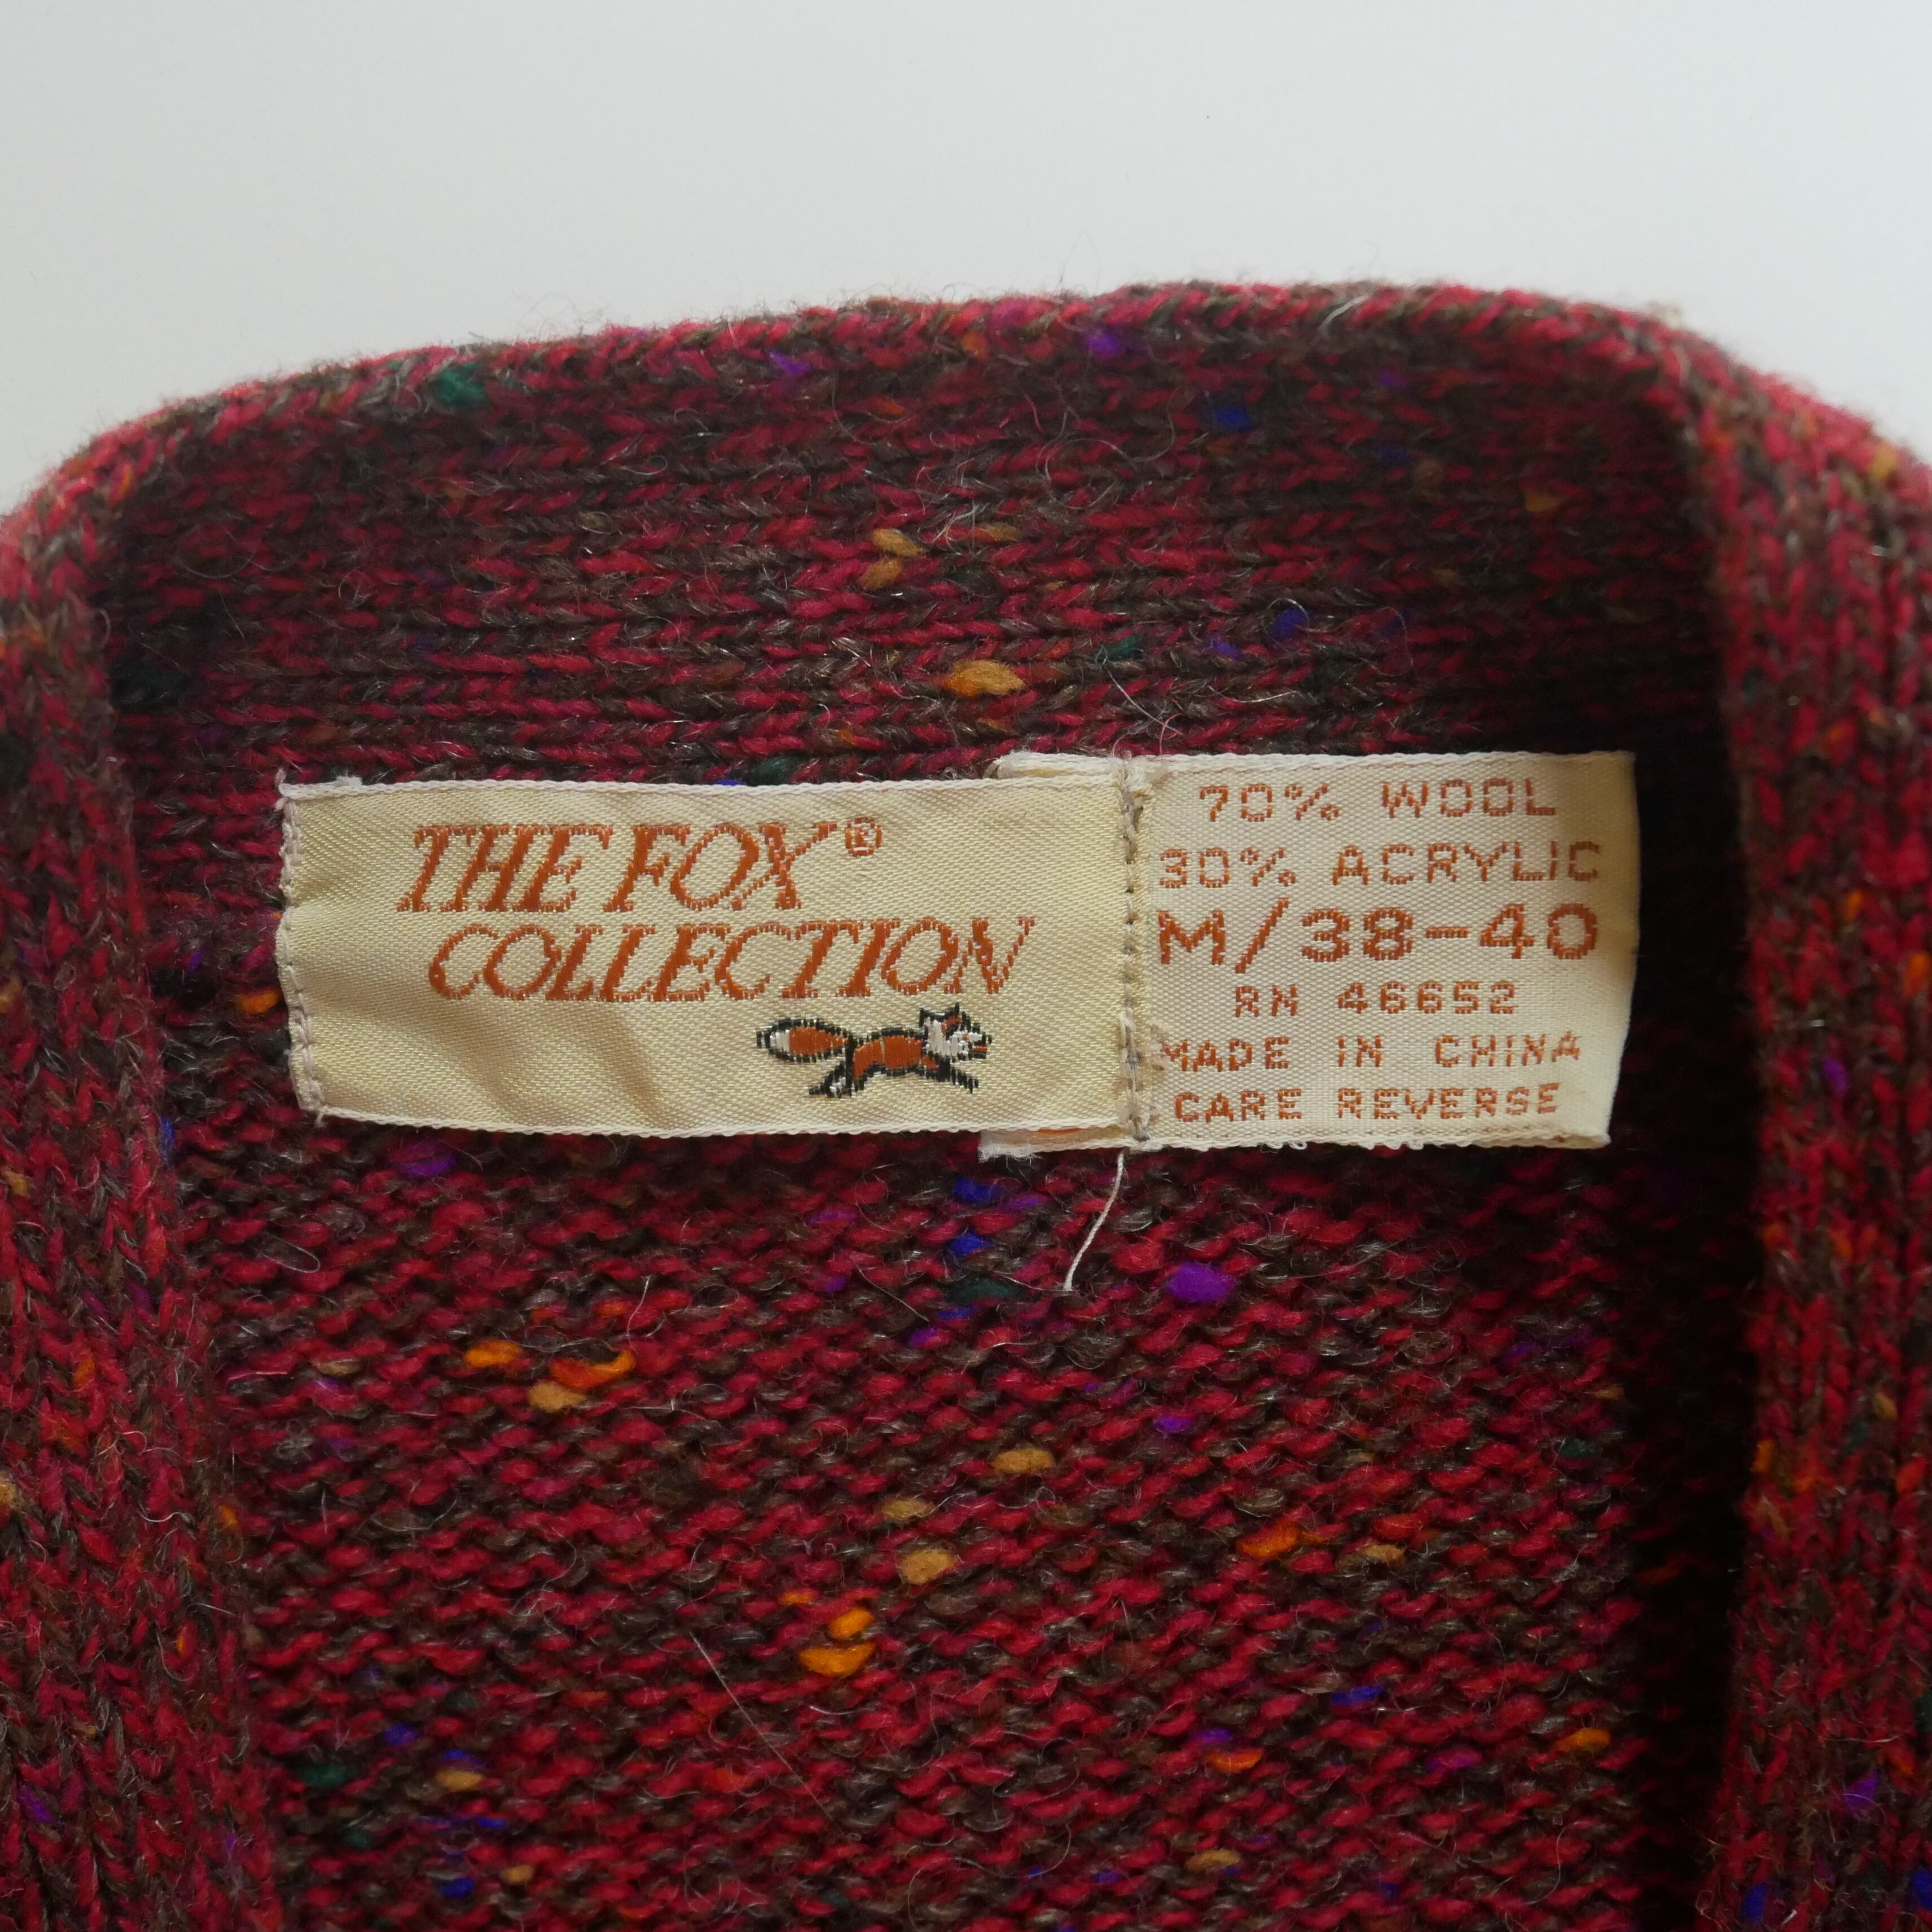 THE FOX®
COLLECTION
70% WOOL
30% ACRYLIC
M/38-40
RN 46652
MADE IN CHINA
CARE REVERSE